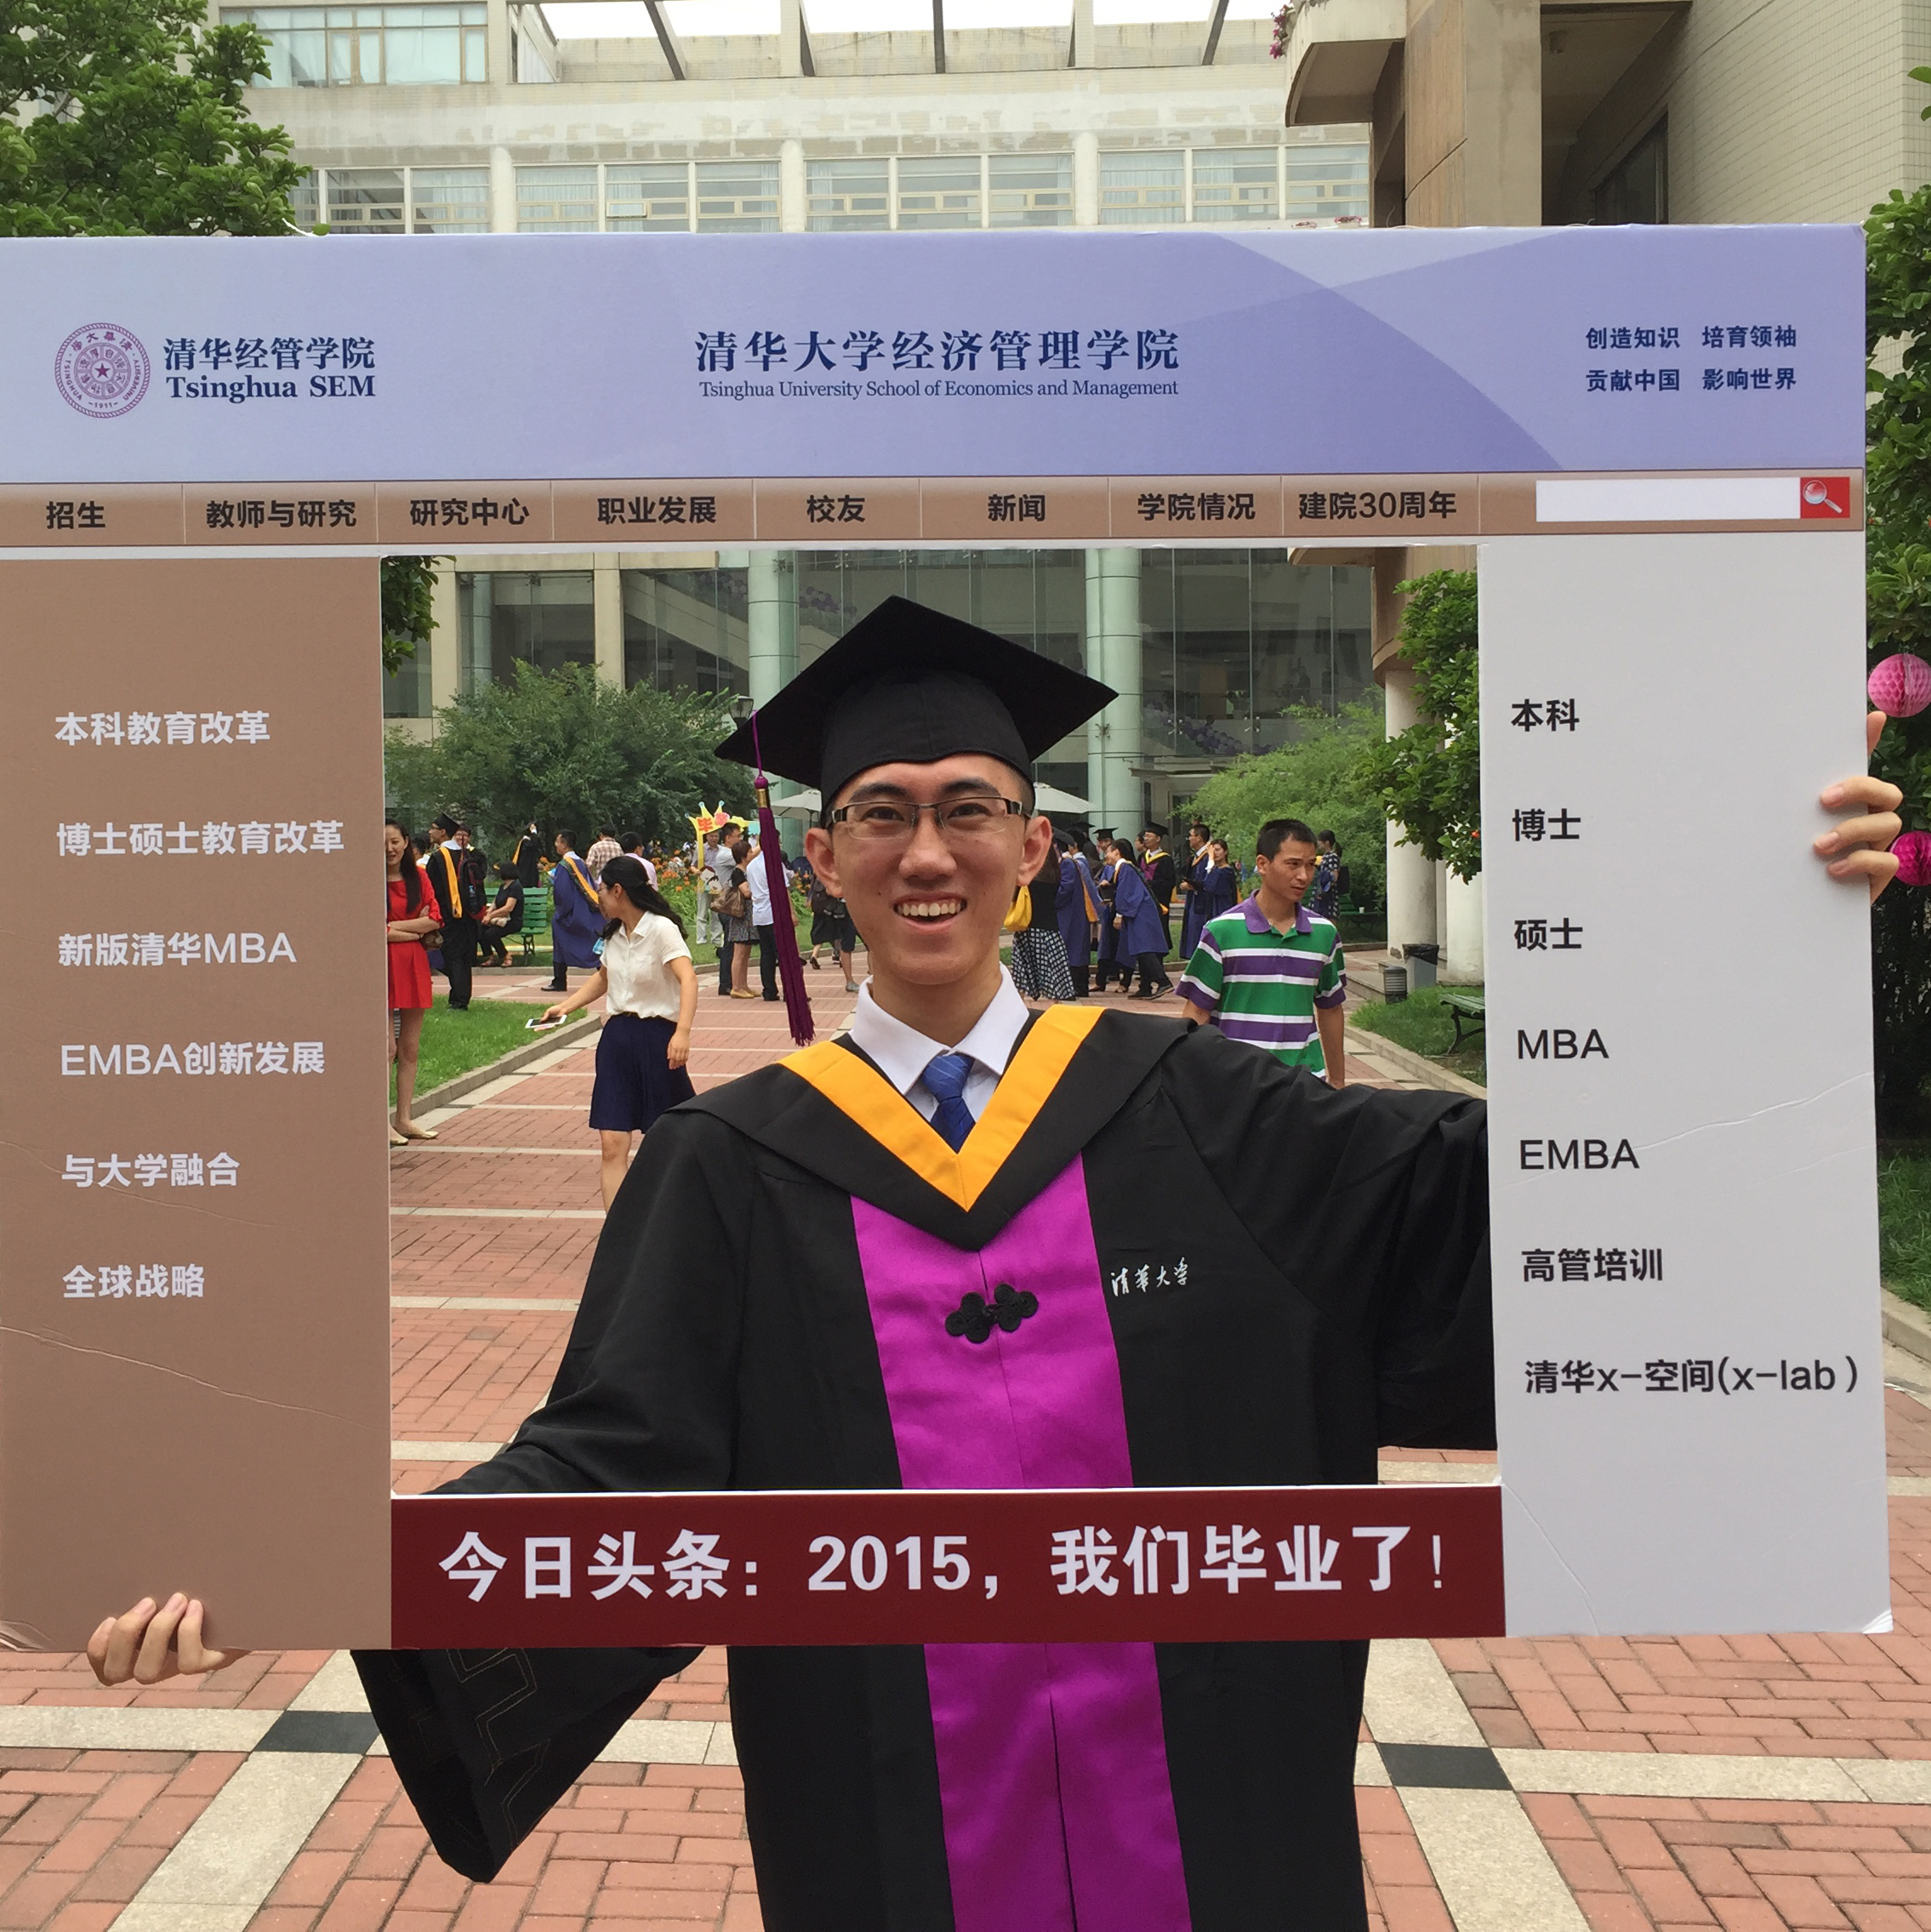 清华经管学院
Tsinghua SEM
清华大学经济管理学院
Tsinghua University School of Economics and Management
创造知识 培育领袖
贡献中国 影响世界
招生 教师与研究 研究中心 职业发展 校友 新闻 学院情况 建院30周年
本科教育改革
博士硕士教育改革
新版清华MBA
EMBA创新发展
与大学融合
全球战略
本科
博士
硕士
MBA
EMBA
高管培训
清华x-空间(x-lab)
清華大学
今日头条：2015，我们毕业了！